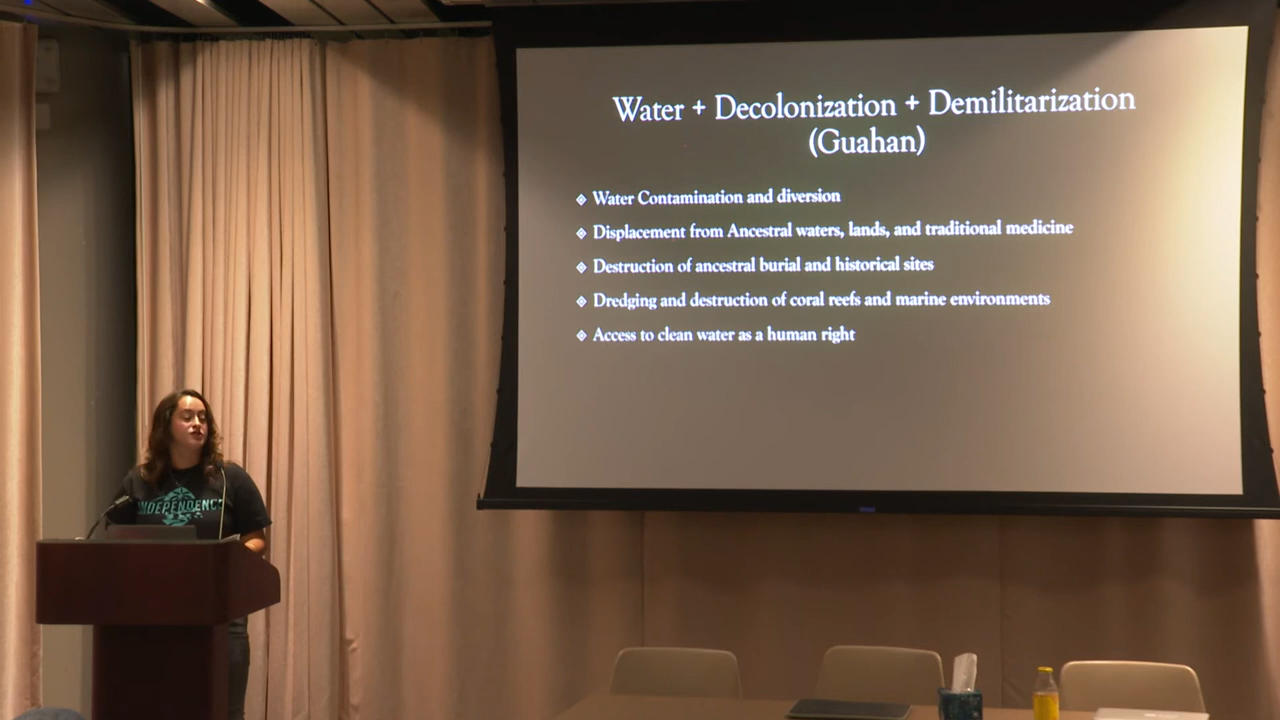 Water + Decolonization + Demilitarization
(Guahan)
Water Contamination and diversion
Displacement from Ancestral waters, lands, and traditional medicine
Destruction of ancestral burial and historical sites
Dredging and destruction of coral reefs and marine environments
Access to clean water as a human right
INDEPENDENC